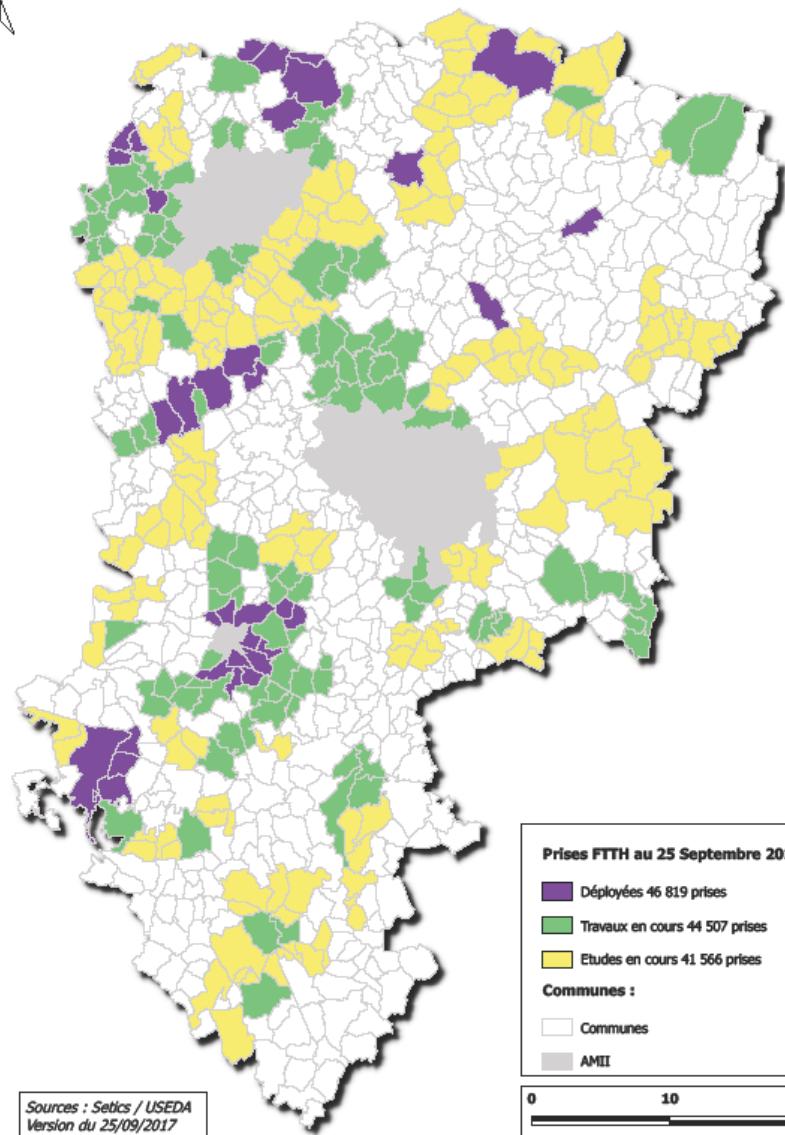 Prises FTTH au 25 Septembre 20
Déployées 46 819 prises
Travaux en cours 44 507 prises
Etudes en cours 41 566 prises
Communes :
Communes
AMII
0 10
Sources : Setics / USEDA
Version du 25/09/2017